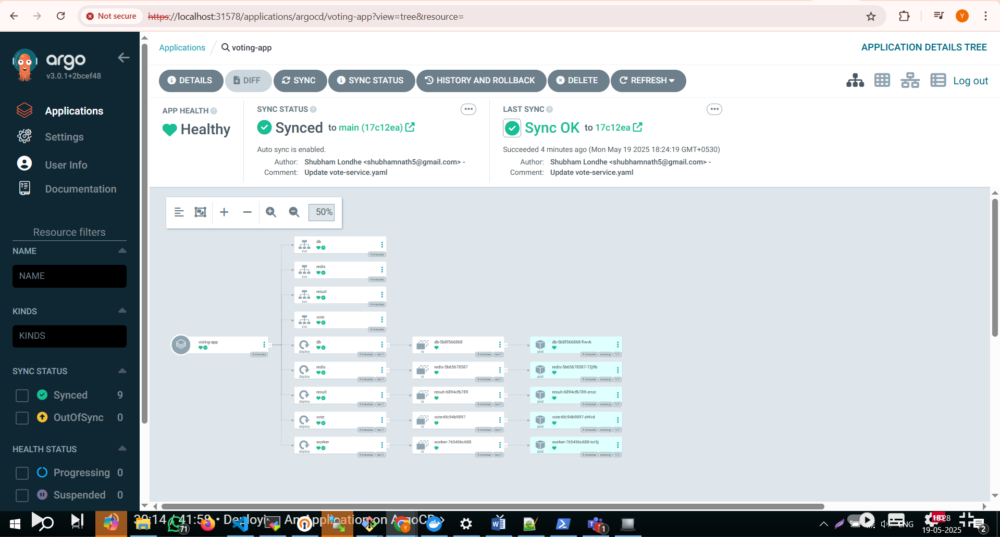 Not secure https://localhost:31578/applications/argocd/voting-app?view=tree&resource= Y
argo
v3.0.1+2bcef48
Applications
Settings
User Info
Documentation
Resource filters
NAME
NAME
KINDS
KINDS
SYNC STATUS
Synced 9
OutOfSync 0
HEALTH STATUS
Progressing 0
Suspended 0
Applications / voting-app
APPLICATION DETAILS TREE
DETAILS DIFF SYNC SYNC STATUS HISTORY AND ROLLBACK DELETE REFRESH Log out
APP HEALTH
Healthy
SYNC STATUS
Synced to main (17c12ea)
Auto sync is enabled.
Author: Shubham Londhe <shubhamnath5@gmail.com> -
Comment: Update vote-service.yaml
LAST SYNC
Sync OK to 17c12ea
Succeeded 4 minutes ago (Mon May 19 2025 18:24:19 GMT+0530)
Author: Shubham Londhe <shubhamnath5@gmail.com> -
Comment: Update vote-service.yaml
50%
svc db 4 minutes
svc redis 4 minutes
svc result 4 minutes
svc vote 4 minutes
voting-app 4 minutes
deploy db 4 minutes rev:1
rs db-5b8f566868 4 minutes rev:1
pod db-5b8f566868-flwvk 4 minutes running 1/1
deploy redis 4 minutes rev:1
rs redis-5b65678587 4 minutes rev:1
pod redis-5b65678587-72j9b 4 minutes running 1/1
deploy result 4 minutes rev:1
rs result-6894cfb789 4 minutes rev:1
pod result-6894cfb789-zrrzc 4 minutes running 1/1
deploy vote 4 minutes rev:1
rs vote-6fc94b9897 4 minutes rev:1
pod vote-6fc94b9897-zhfvd 4 minutes running 1/1
deploy worker 4 minutes rev:1
rs worker-765456c688 4 minutes rev:1
pod worker-765456c688-tcr5j 4 minutes running 1/1
/ 41:58 • Deploying An Application on ArgoCD
71
1
ENG
19-05-2025
2